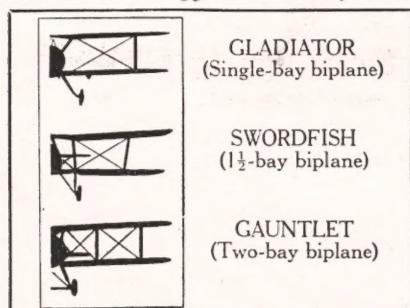 GLADIATOR
(Single-bay biplane)
SWORDFISH
(1½-bay biplane)
GAUNTLET
(Two-bay biplane)